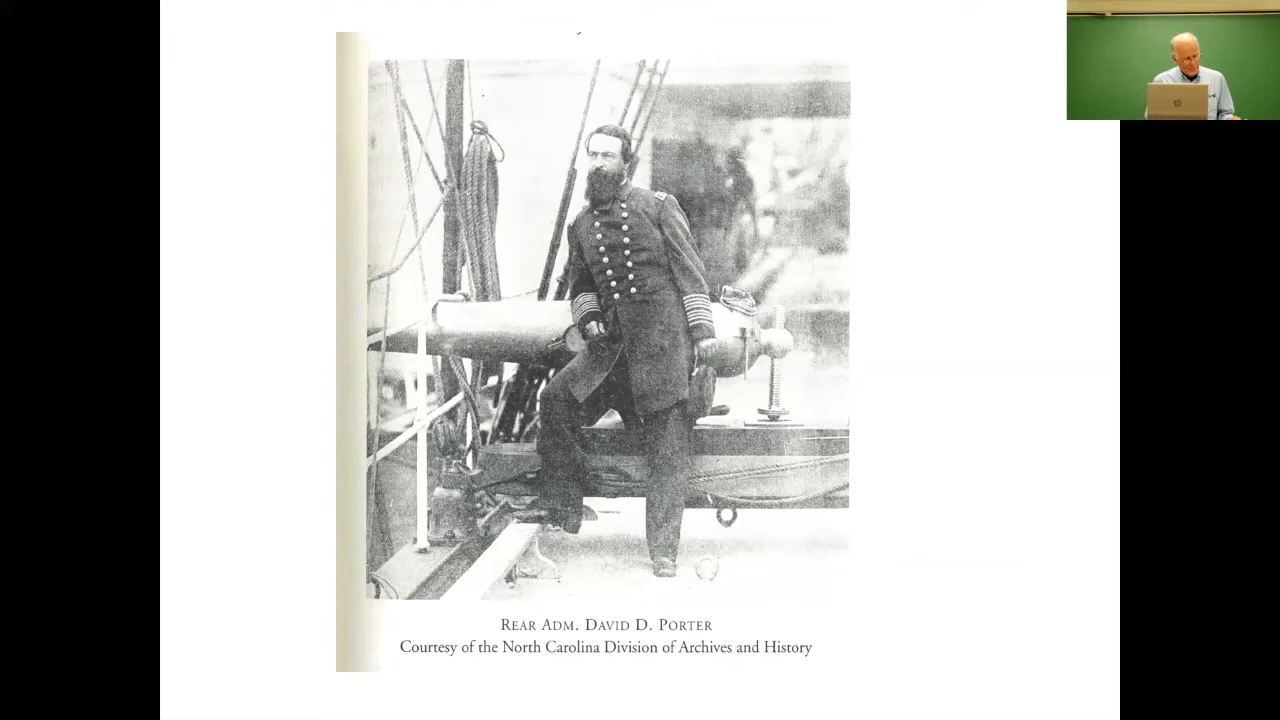 REAR ADM. DAVID D. PORTER
Courtesy of the North Carolina Division of Archives and History